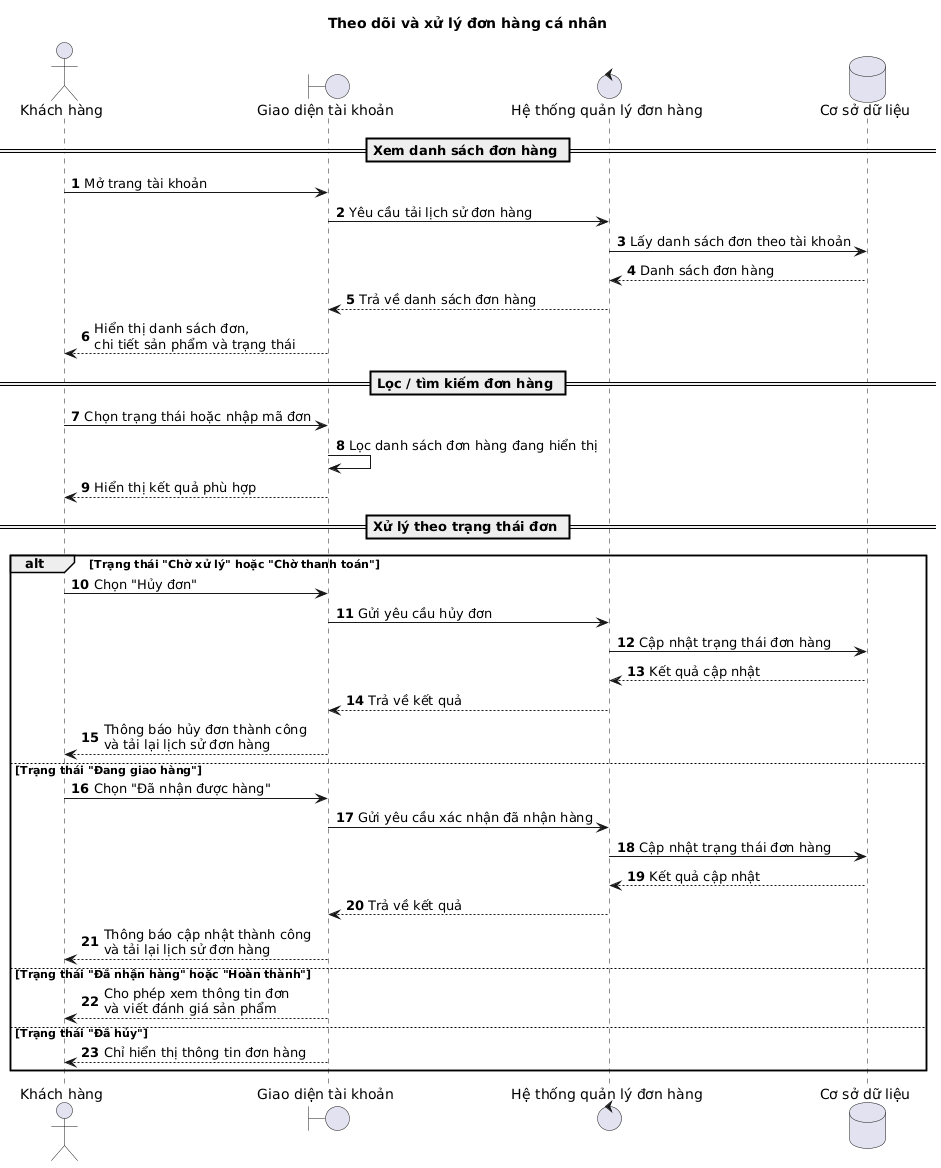 Theo dõi và xử lý đơn hàng cá nhân
Khách hàng
Giao diện tài khoản
Hệ thống quản lý đơn hàng
Cơ sở dữ liệu
Xem danh sách đơn hàng
1 Mở trang tài khoản
2 Yêu cầu tải lịch sử đơn hàng
3 Lấy danh sách đơn theo tài khoản
4 Danh sách đơn hàng
5 Trả về danh sách đơn hàng
6 Hiển thị danh sách đơn,
chi tiết sản phẩm và trạng thái
Lọc / tìm kiếm đơn hàng
7 Chọn trạng thái hoặc nhập mã đơn
8 Lọc danh sách đơn hàng đang hiển thị
9 Hiển thị kết quả phù hợp
Xử lý theo trạng thái đơn
alt [Trạng thái "Chờ xử lý" hoặc "Chờ thanh toán"]
10 Chọn "Hủy đơn"
11 Gửi yêu cầu hủy đơn
12 Cập nhật trạng thái đơn hàng
13 Kết quả cập nhật
14 Trả về kết quả
15 Thông báo hủy đơn thành công
và tải lại lịch sử đơn hàng
[Trạng thái "Đang giao hàng"]
16 Chọn "Đã nhận được hàng"
17 Gửi yêu cầu xác nhận đã nhận hàng
18 Cập nhật trạng thái đơn hàng
19 Kết quả cập nhật
20 Trả về kết quả
21 Thông báo cập nhật thành công
và tải lại lịch sử đơn hàng
[Trạng thái "Đã nhận hàng" hoặc "Hoàn thành"]
22 Cho phép xem thông tin đơn
và viết đánh giá sản phẩm
[Trạng thái "Đã hủy"]
23 Chỉ hiển thị thông tin đơn hàng
Khách hàng
Giao diện tài khoản
Hệ thống quản lý đơn hàng
Cơ sở dữ liệu